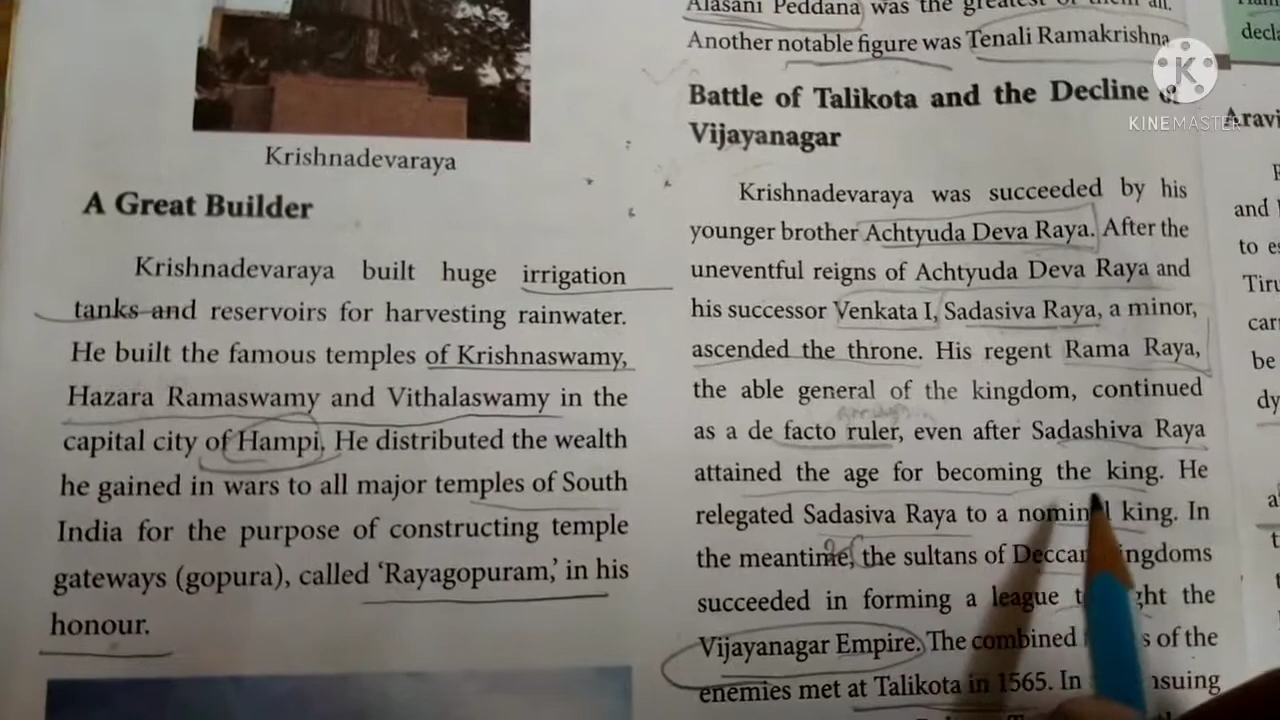 Krishnadevaraya
A Great Builder
Krishnadevaraya built huge irrigation
tanks and reservoirs for harvesting rainwater.
He built the famous temples of Krishnaswamy,
Hazara Ramaswamy and Vithalaswamy in the
capital city of Hampi. He distributed the wealth
he gained in wars to all major temples of South
India for the purpose of constructing temple
gateways (gopura), called ‘Rayagopuram,’ in his
honour.
Alasani Peddana was the greatest of them all.
Another notable figure was Tenali Ramakrishna
Battle of Talikota and the Decline
Vijayanagar
Krishnadevaraya was succeeded by his
younger brother Achtyuda Deva Raya. After the
uneventful reigns of Achtyuda Deva Raya and
his successor Venkata I, Sadasiva Raya, a minor,
ascended the throne. His regent Rama Raya,
the able general of the kingdom, continued
as a de facto ruler, even after Sadashiva Raya
attained the age for becoming the king. He
relegated Sadasiva Raya to a nominal king. In
the meantime, the sultans of Deccan kingdoms
succeeded in forming a league the
Vijayanagar Empire. The combined of the
enemies met at Talikota in 1565. In
K
KINEMASTER
and